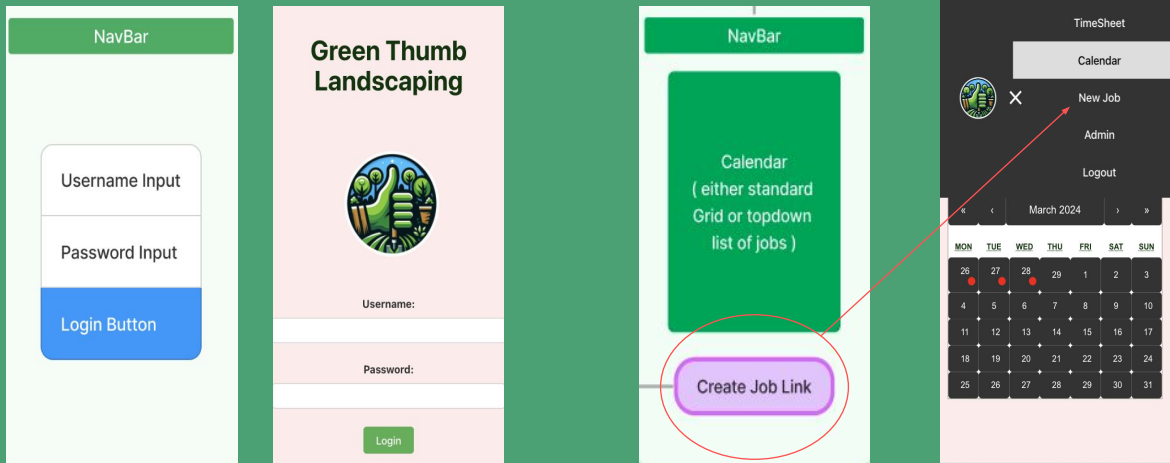 NavBar
Username Input
Password Input
Login Button
Green Thumb
Landscaping
Username:
Password:
Login
NavBar
Calendar
( either standard
Grid or topdown
list of jobs )
Create Job Link
TimeSheet
Calendar
X New Job
Admin
Logout
« ‹ March 2024 › »
MON TUE WED THU FRI SAT SUN
26 27 28 29 1 2 3
4 5 6 7 8 9 10
11 12 13 14 15 16 17
18 19 20 21 22 23 24
25 26 27 28 29 30 31